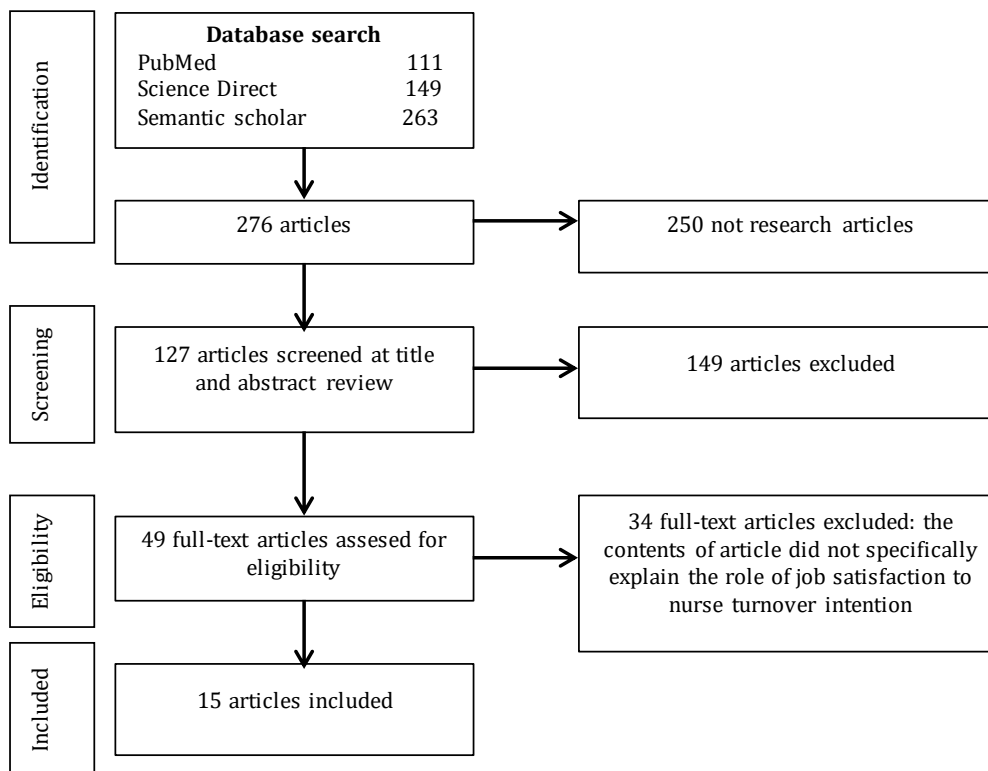 Identification
Database search
PubMed 111
Science Direct 149
Semantic scholar 263
276 articles
250 not research articles
Screening
127 articles screened at title
and abstract review
149 articles excluded
Eligibility
49 full-text articles assesed for
eligibility
34 full-text articles excluded: the
contents of article did not specifically
explain the role of job satisfaction to
nurse turnover intention
Included
15 articles included